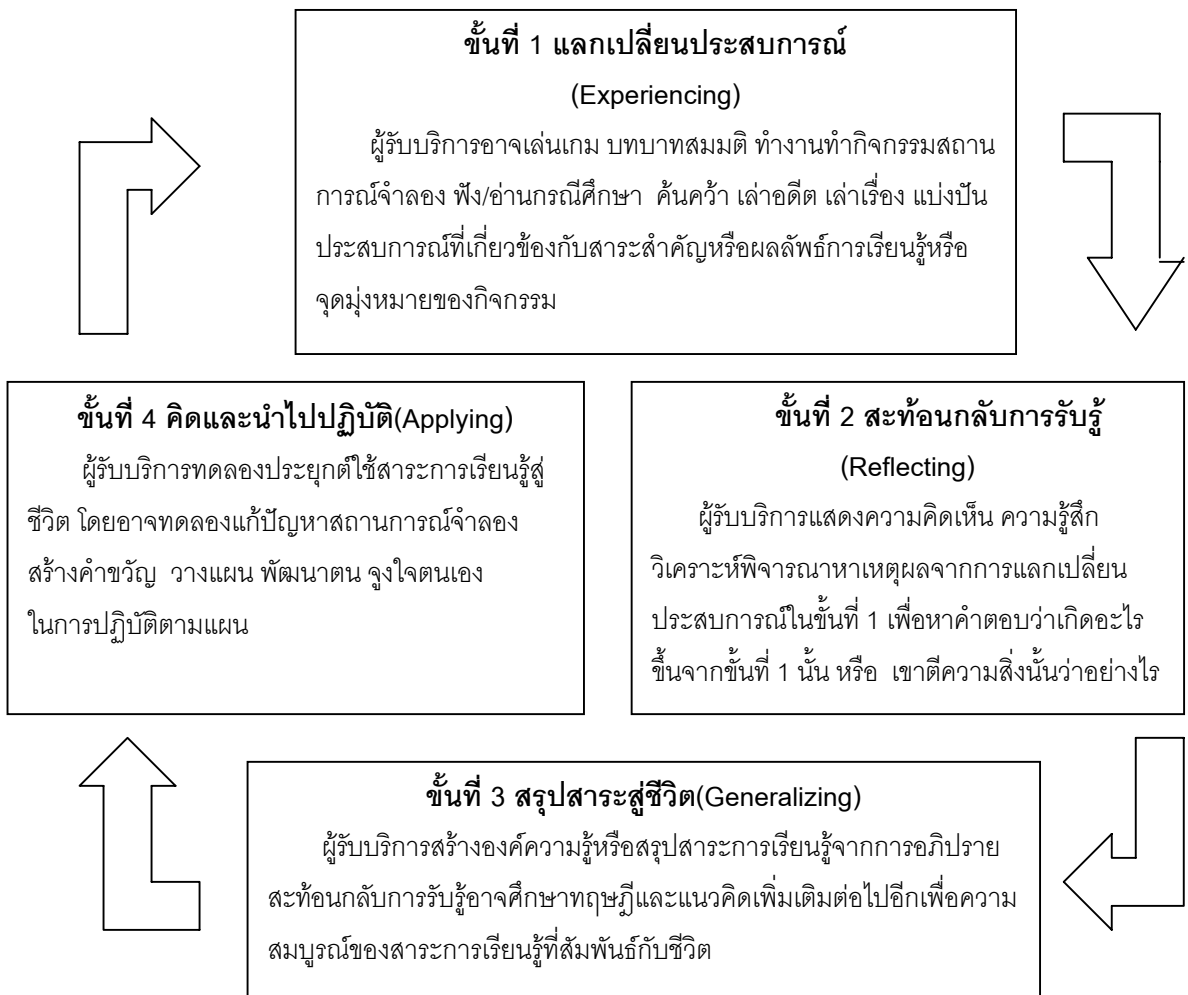 ขั้นที่ 1 แลกเปลี่ยนประสบการณ์
(Experiencing)
ผู้รับบริการอาจเล่นเกม บทบาทสมมติ ทำงานทำกิจกรรมสถาน
การณ์จำลอง ฟัง/อ่านกรณีศึกษา ค้นคว้า เล่าอดีต เล่าเรื่อง แบ่งปัน
ประสบการณ์ที่เกี่ยวข้องกับสาระสำคัญหรือผลลัพธ์การเรียนรู้หรือ
จุดมุ่งหมายของกิจกรรม
ขั้นที่ 2 สะท้อนกลับการรับรู้
(Reflecting)
ผู้รับบริการแสดงความคิดเห็น ความรู้สึก
วิเคราะห์พิจารณาหาเหตุผลจากการแลกเปลี่ยน
ประสบการณ์ในขั้นที่ 1 เพื่อหาคำตอบว่าเกิดอะไร
ขึ้นจากขั้นที่ 1 นั้น หรือ เขาตีความสิ่งนั้นว่าอย่างไร
ขั้นที่ 3 สรุปสาระสู่ชีวิต(Generalizing)
ผู้รับบริการสร้างองค์ความรู้หรือสรุปสาระการเรียนรู้จากการอภิปราย
สะท้อนกลับการรับรู้อาจศึกษาทฤษฎีและแนวคิดเพิ่มเติมต่อไปอีกเพื่อความ
สมบูรณ์ของสาระการเรียนรู้ที่สัมพันธ์กับชีวิต
ขั้นที่ 4 คิดและนำไปปฏิบัติ(Applying)
ผู้รับบริการทดลองประยุกต์ใช้สาระการเรียนรู้สู่
ชีวิต โดยอาจทดลองแก้ปัญหาสถานการณ์จำลอง
สร้างคำขวัญ วางแผน พัฒนาตน จูงใจตนเอง
ในการปฏิบัติตามแผน